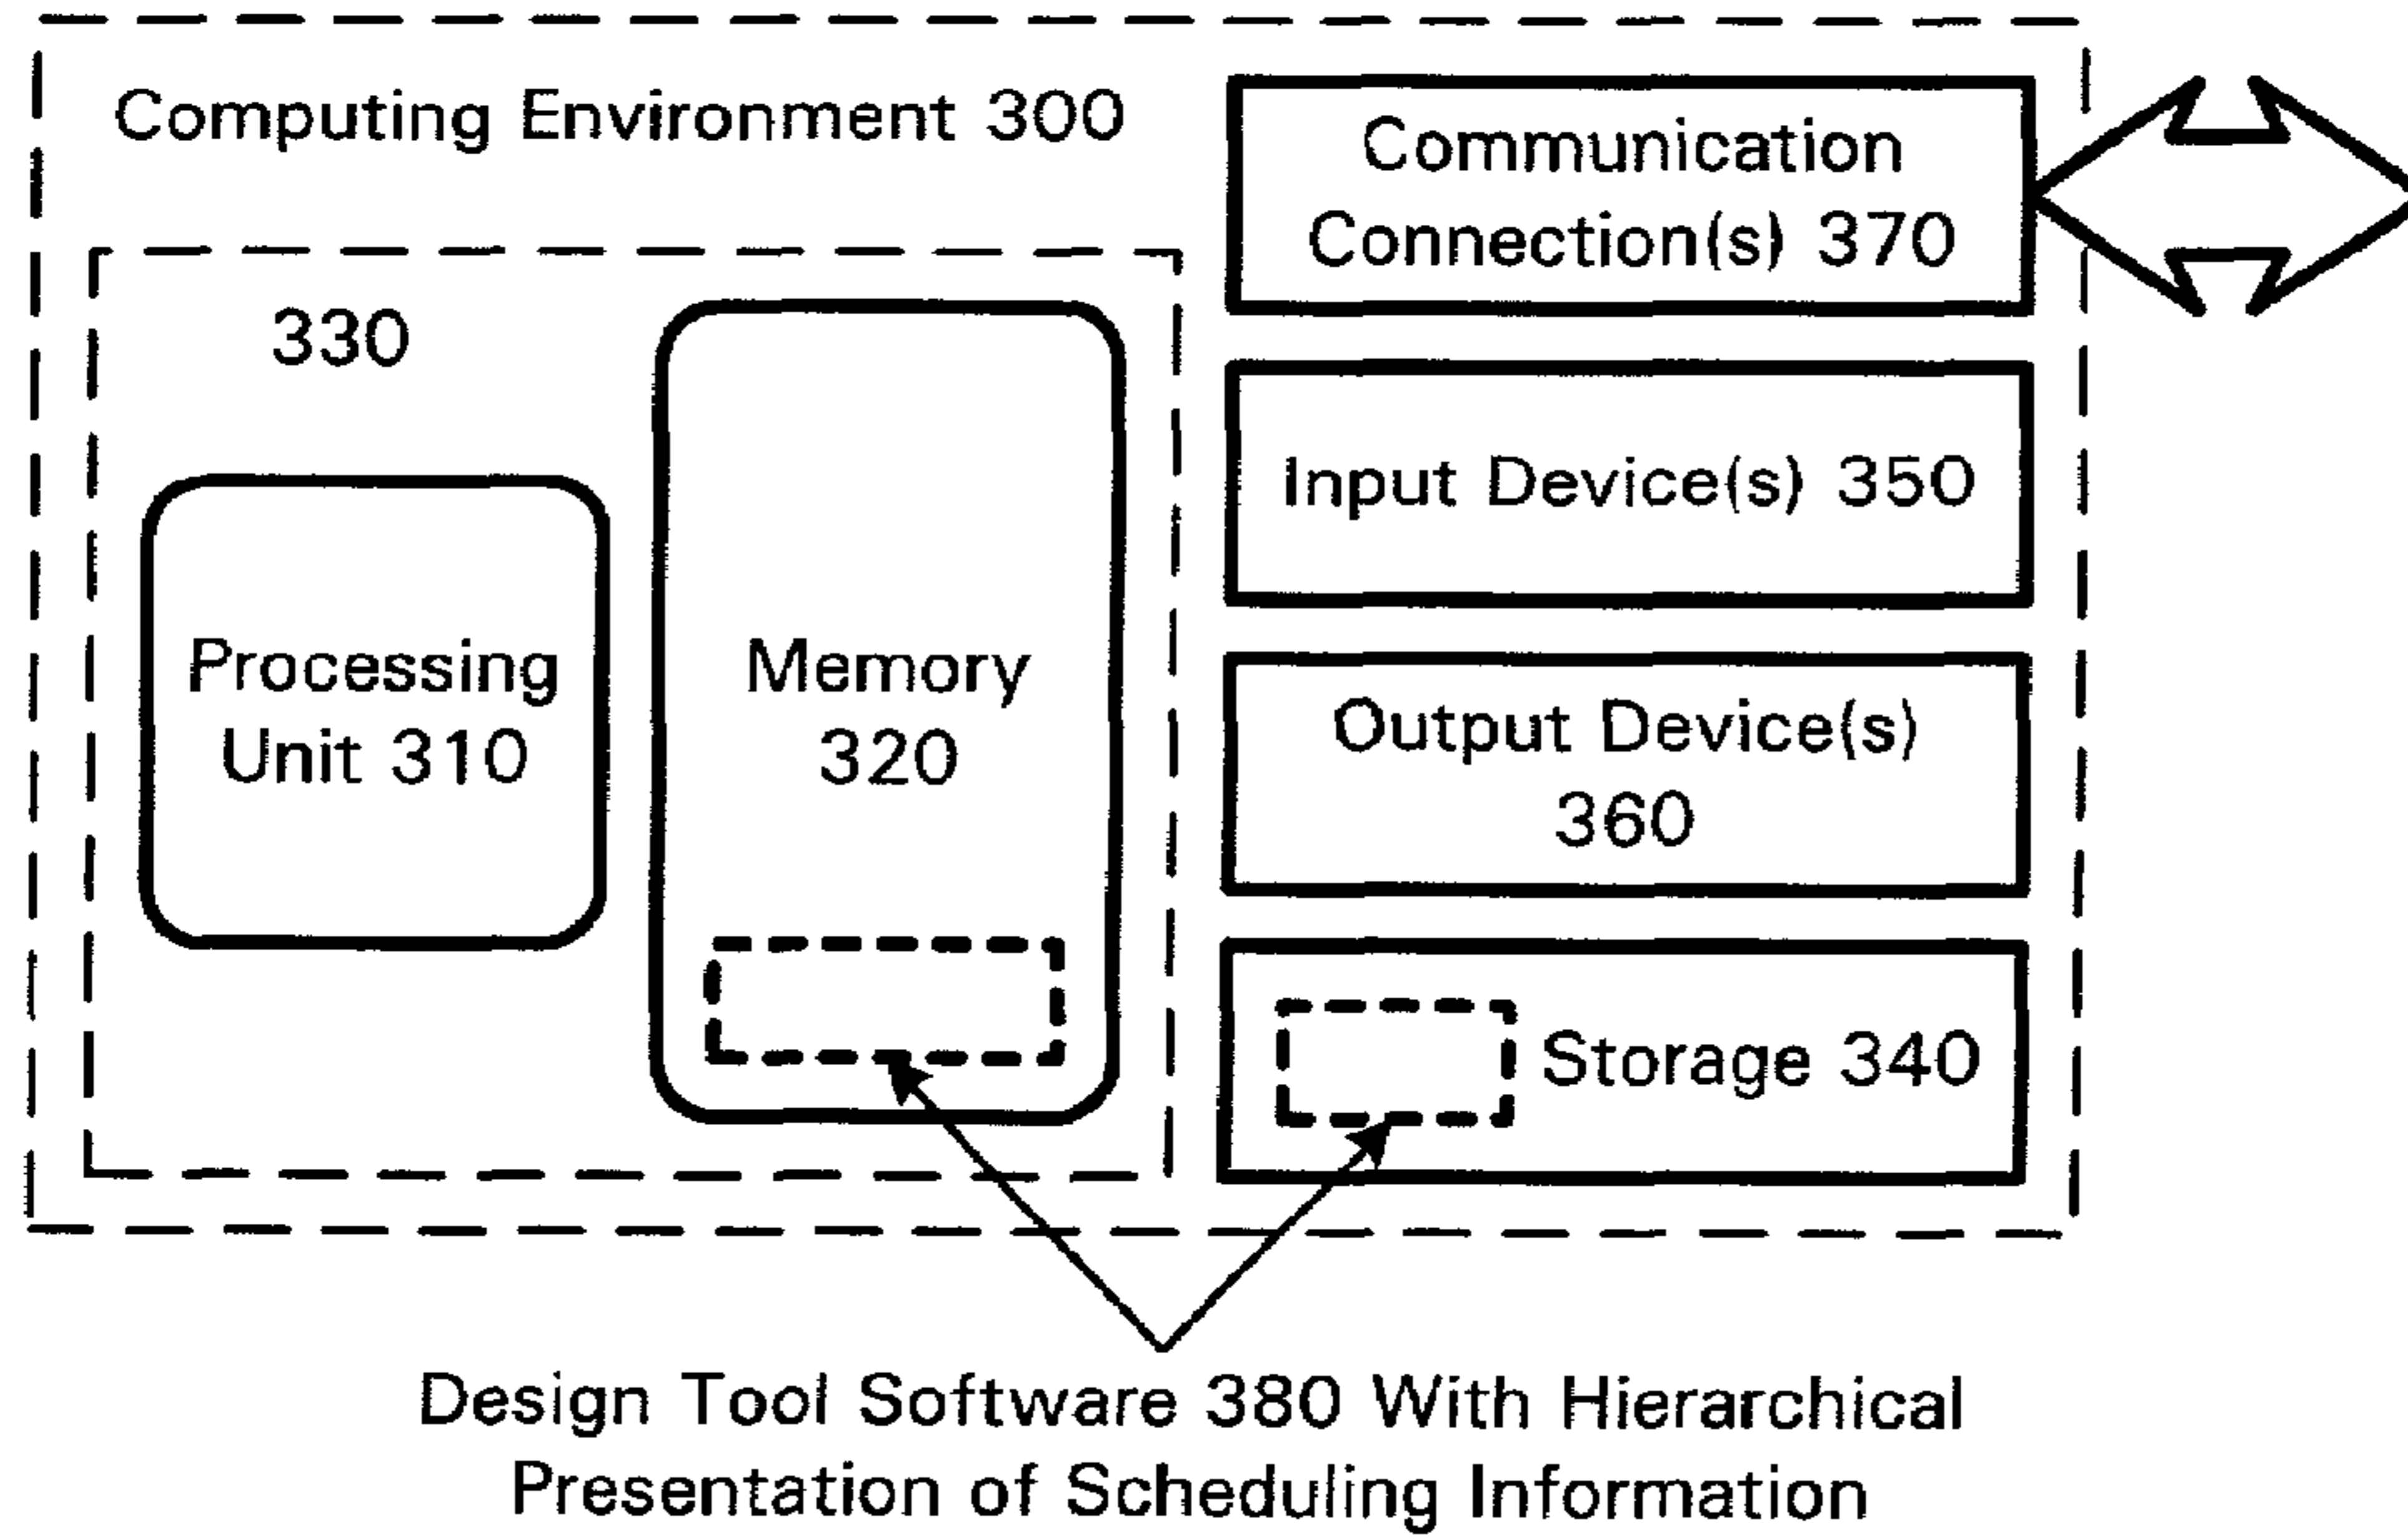 Computing Environment 300
330
Processing
Unit 310
Memory
320
Communication
Connection(s) 370
Input Device(s) 350
Output Device(s)
360
Storage 340
Design Tool Software 380 With Hierarchical
Presentation of Scheduling Information